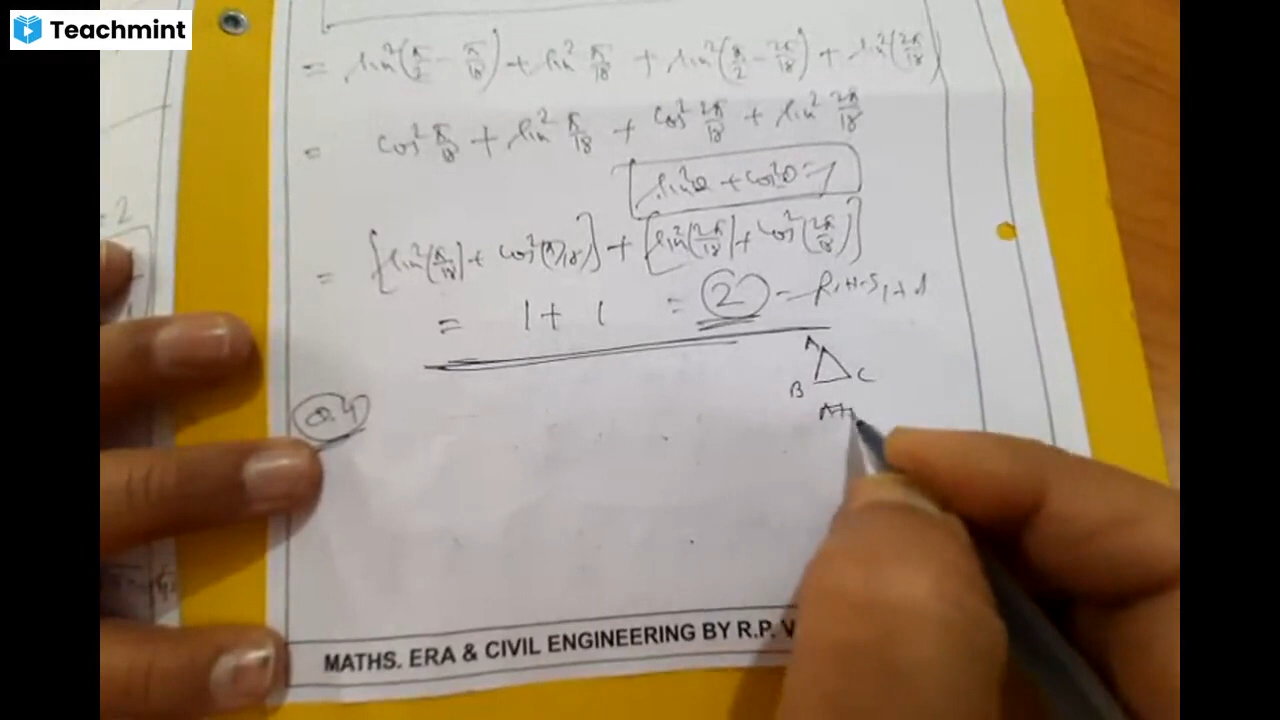 Teachmint
= sin²(π/2 - π/18) + sin² π/18 + sin²(π/2 - 2π/18) + sin²(2π/18)
= cos² π/18 + sin² π/18 + cos² 2π/18 + sin² 2π/18
sin²θ + cos²θ = 1
= [sin²(π/18) + cos²(π/18)] + [sin²(2π/18) + cos²(2π/18)]
= 1 + 1 = 2 = R.H.S.
A
B C
Q.4
A+
= 2
MATHS. ERA & CIVIL ENGINEERING BY R.P. V